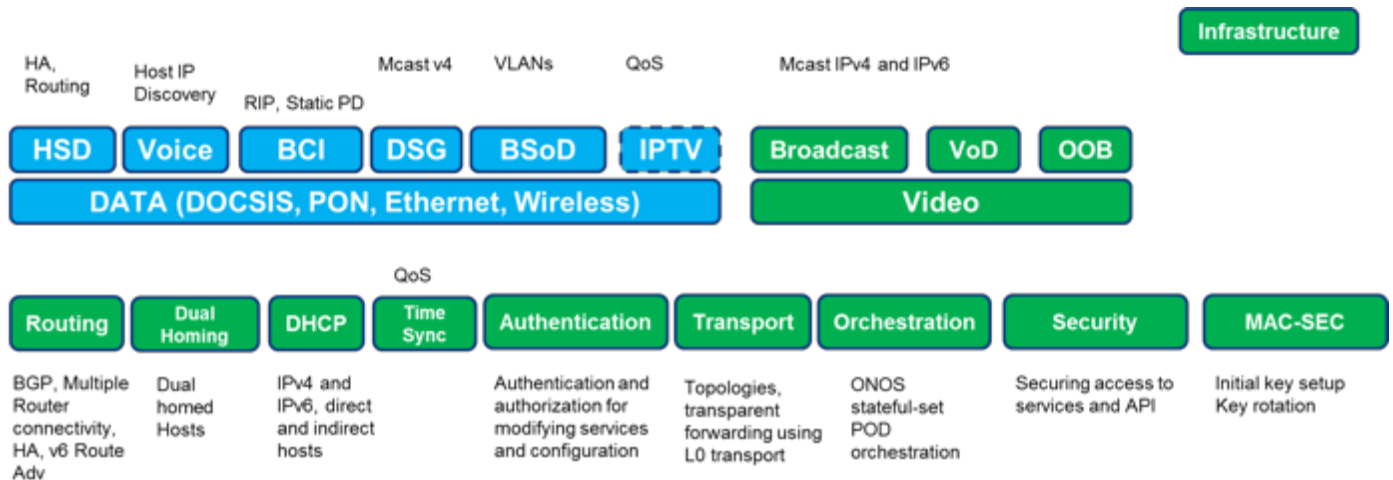 Infrastructure
HA,
Routing
Host IP
Discovery
RIP, Static PD
Mcast v4
VLANs
QoS
Mcast IPv4 and IPv6
HSD
Voice
BCI
DSG
BSoD
IPTV
Broadcast
VoD
OOB
DATA (DOCSIS, PON, Ethernet, Wireless)
Video
QoS
Routing
Dual
Homing
DHCP
Time
Sync
Authentication
Transport
Orchestration
Security
MAC-SEC
BGP, Multiple
Router
connectivity,
HA, v6 Route
Adv
Dual
homed
Hosts
IPv4 and
IPv6, direct
and indirect
hosts
Authentication and
authorization for
modifying services
and configuration
Topologies,
transparent
forwarding using
L0 transport
ONOS
stateful-set
POD
orchestration
Securing access to
services and API
Initial key setup
Key rotation